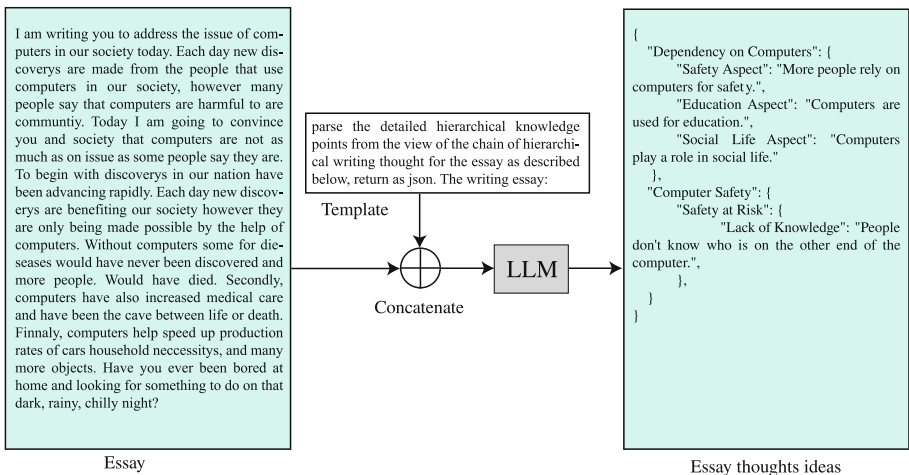 I am writing you to address the issue of com-
puters in our society today. Each day new dis-
coverys are made from the people that use
computers in our society, however many
people say that computers are harmful to are
communtiy. Today I am going to convince
you and society that computers are not as
much as on issue as some people say they are.
To begin with discoverys in our nation have
been advancing rapidly. Each day new discov-
erys are benefiting our society however they
are only being made possible by the help of
computers. Without computers some for die-
seases would have never been discovered and
more people. Would have died. Secondly,
computers have also increased medical care
and have been the cave between life or death.
Finnaly, computers help speed up production
rates of cars household neccessitys, and many
more objects. Have you ever been bored at
home and looking for something to do on that
dark, rainy, chilly night?
Essay
parse the detailed hierarchical knowledge
points from the view of the chain of hierarchi-
cal writing thought for the essay as described
below, return as json. The writing essay:
Template
Concatenate
LLM
{
"Dependency on Computers": {
"Safety Aspect": "More people rely on
computers for safety.",
"Education Aspect": "Computers are
used for education.",
"Social Life Aspect": "Computers
play a role in social life."
},
"Computer Safety": {
"Safety at Risk": {
"Lack of Knowledge": "People
don't know who is on the other end of the
computer.",
},
}
}
Essay thoughts ideas